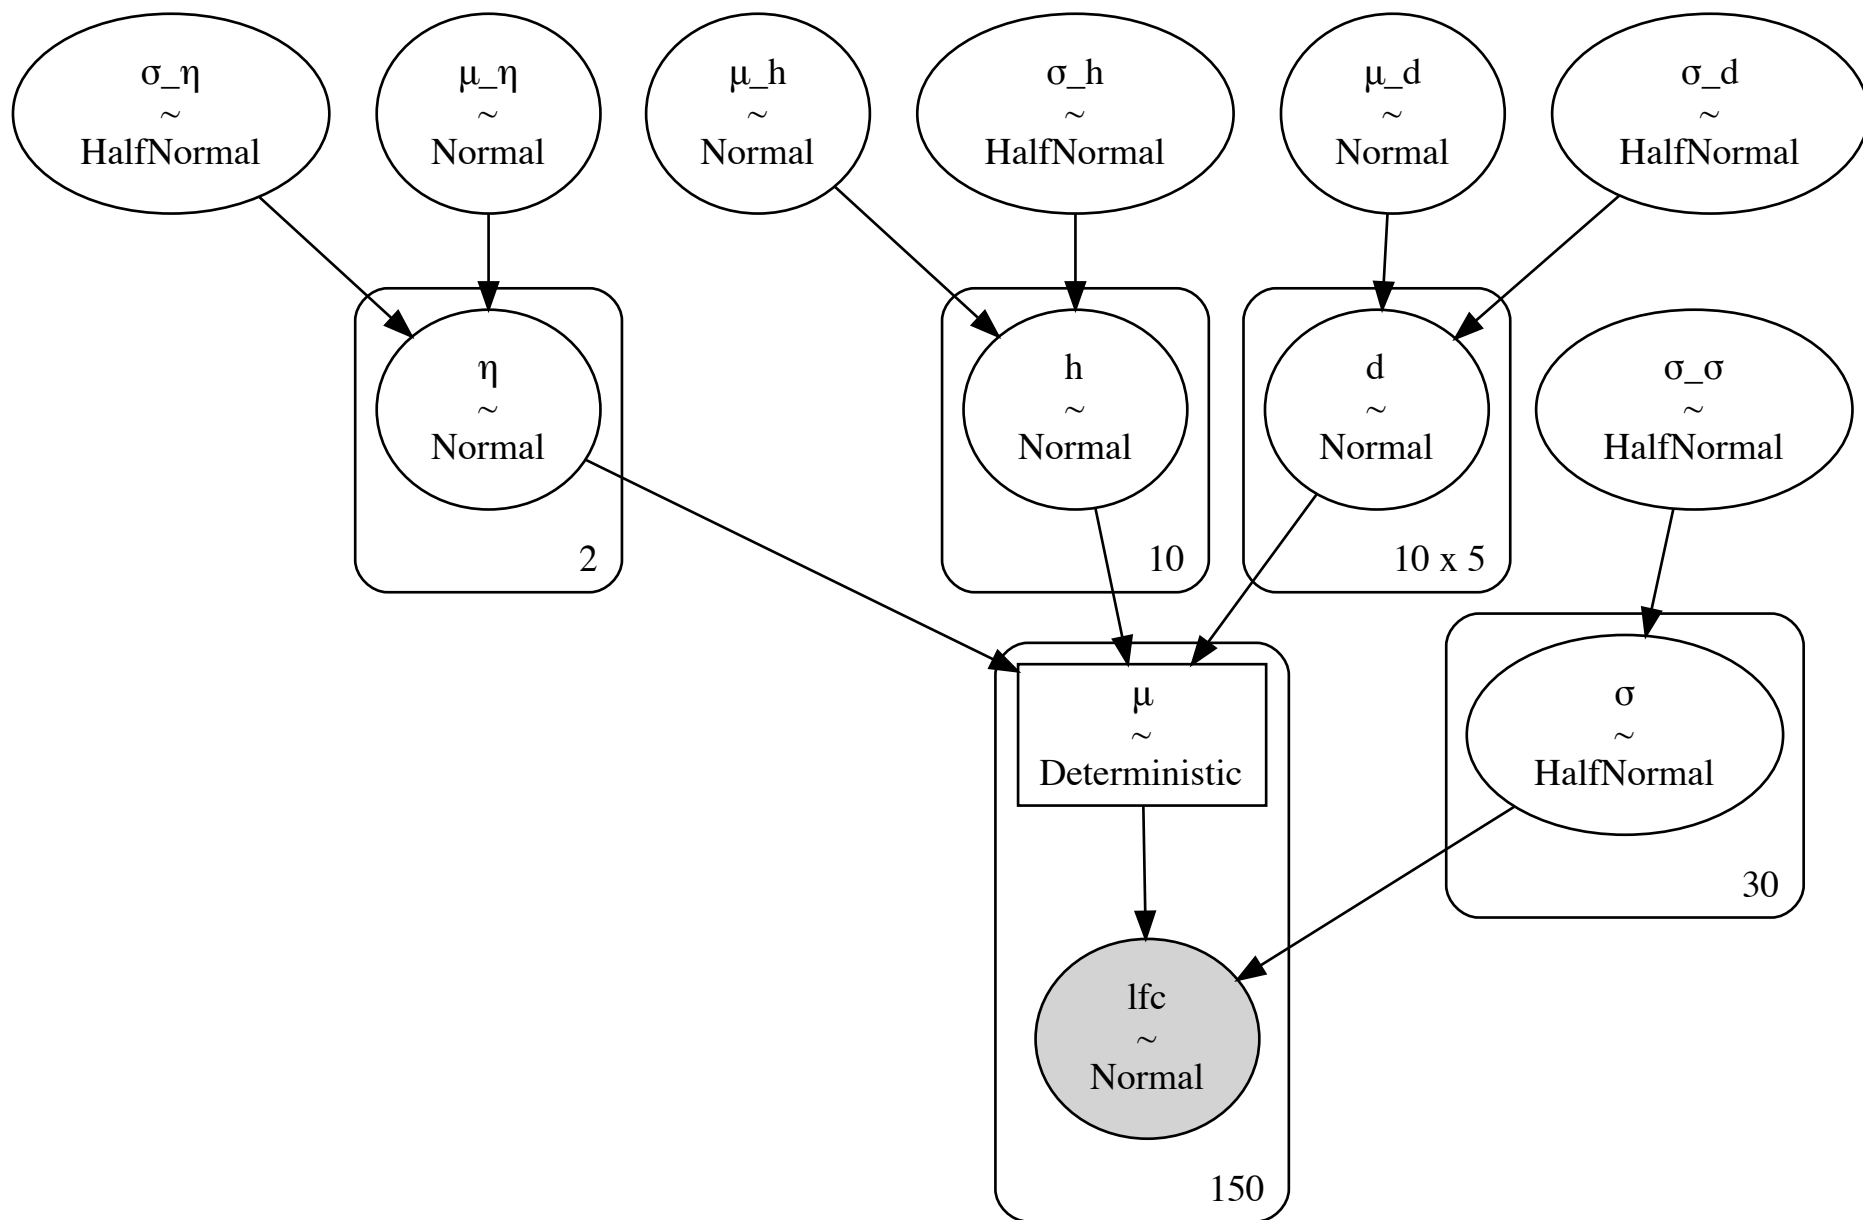 σ_η
~
HalfNormal
μ_η
~
Normal
μ_h
~
Normal
σ_h
~
HalfNormal
μ_d
~
Normal
σ_d
~
HalfNormal
η
~
Normal
2
h
~
Normal
10
d
~
Normal
10 x 5
σ_σ
~
HalfNormal
μ
~
Deterministic
σ
~
HalfNormal
30
lfc
~
Normal
150